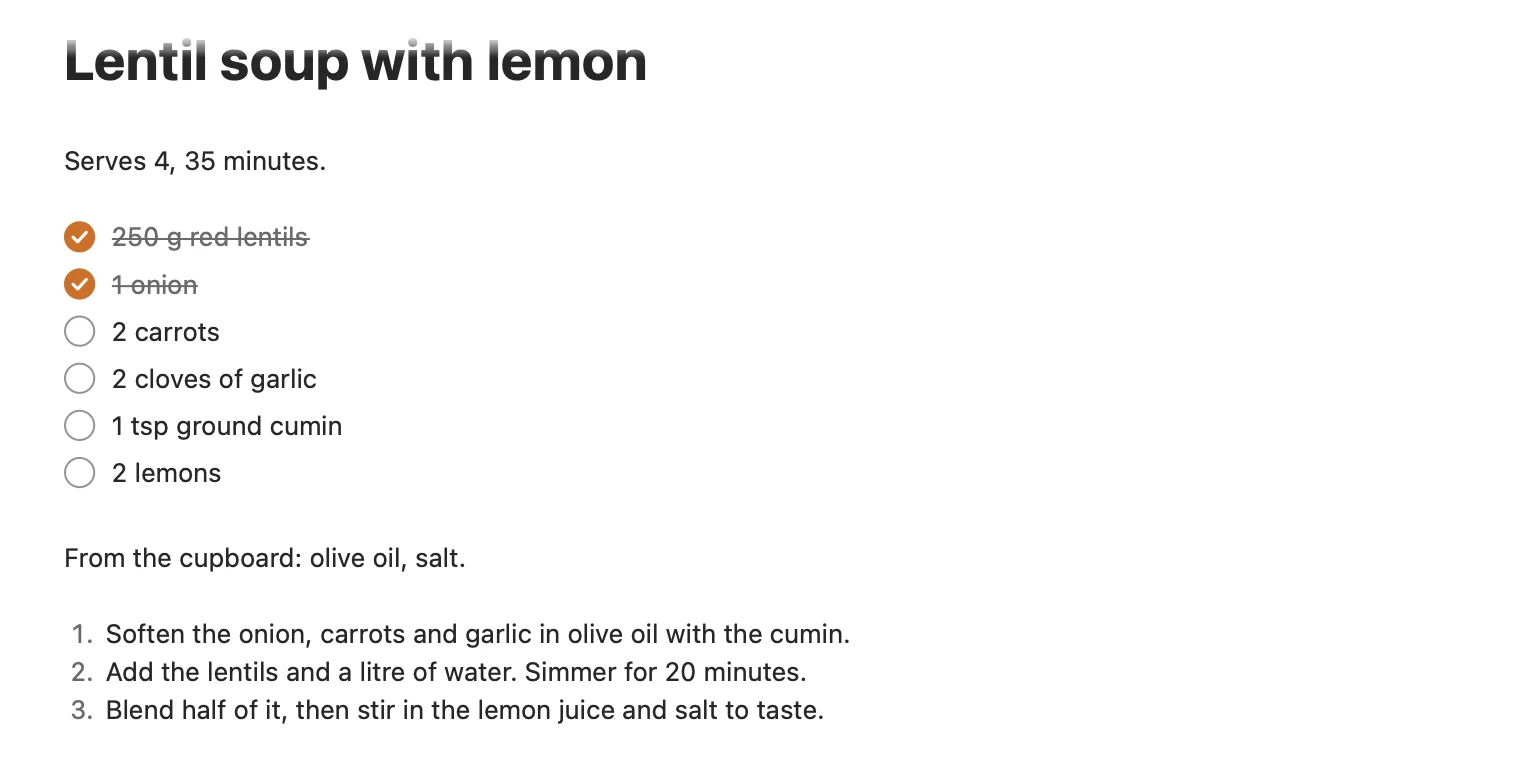 Lentil soup with lemon
Serves 4, 35 minutes.
250 g red lentils
1 onion
2 carrots
2 cloves of garlic
1 tsp ground cumin
2 lemons
From the cupboard: olive oil, salt.
1. Soften the onion, carrots and garlic in olive oil with the cumin.
2. Add the lentils and a litre of water. Simmer for 20 minutes.
3. Blend half of it, then stir in the lemon juice and salt to taste.